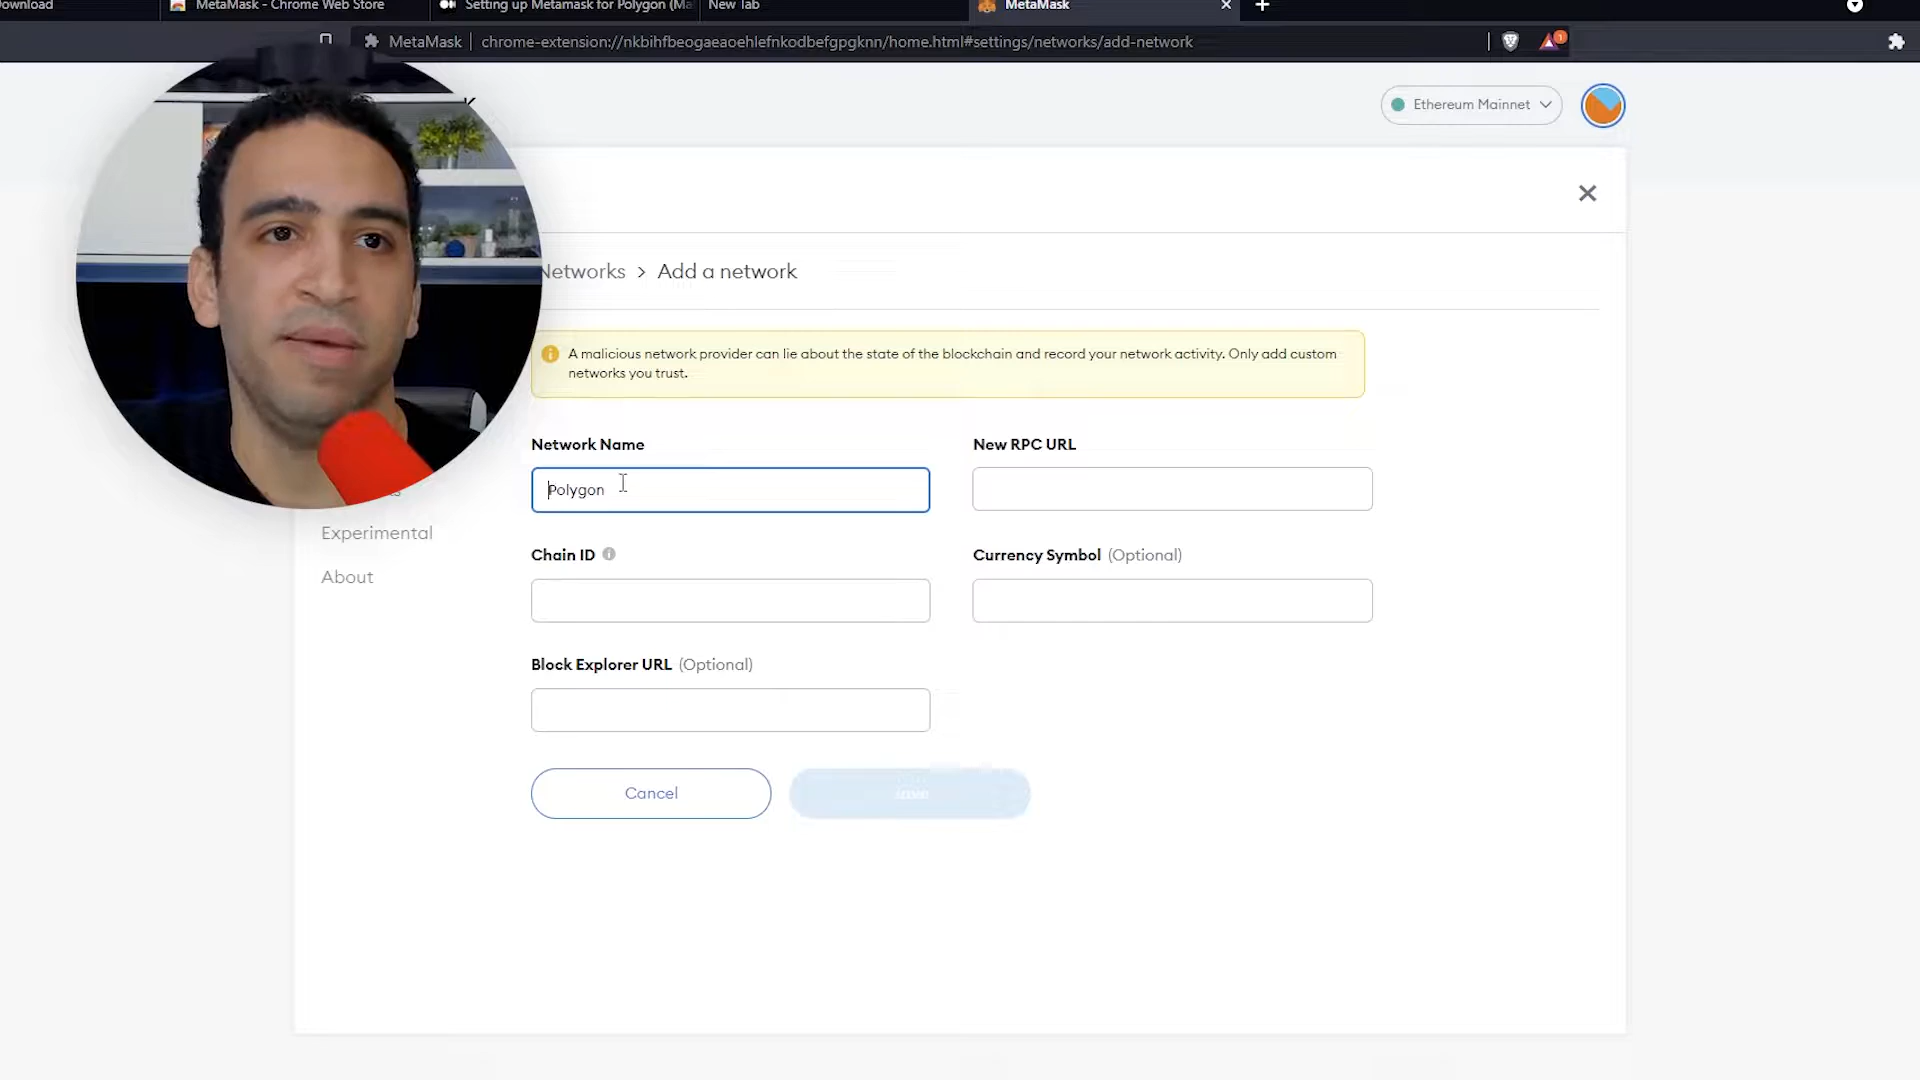 ownload
MetaMask - Chrome Web Store
Setting up Metamask for Polygon (Ma
New Tab
MetaMask
MetaMask
chrome-extension://nkbihfbeogaeaoehlefnkodbefgpgknn/home.html#settings/networks/add-network
1
Ethereum Mainnet
Networks > Add a network
A malicious network provider can lie about the state of the blockchain and record your network activity. Only add custom
networks you trust.
Network Name
New RPC URL
Polygon
Experimental
Chain ID
Currency Symbol (Optional)
About
Block Explorer URL (Optional)
Cancel